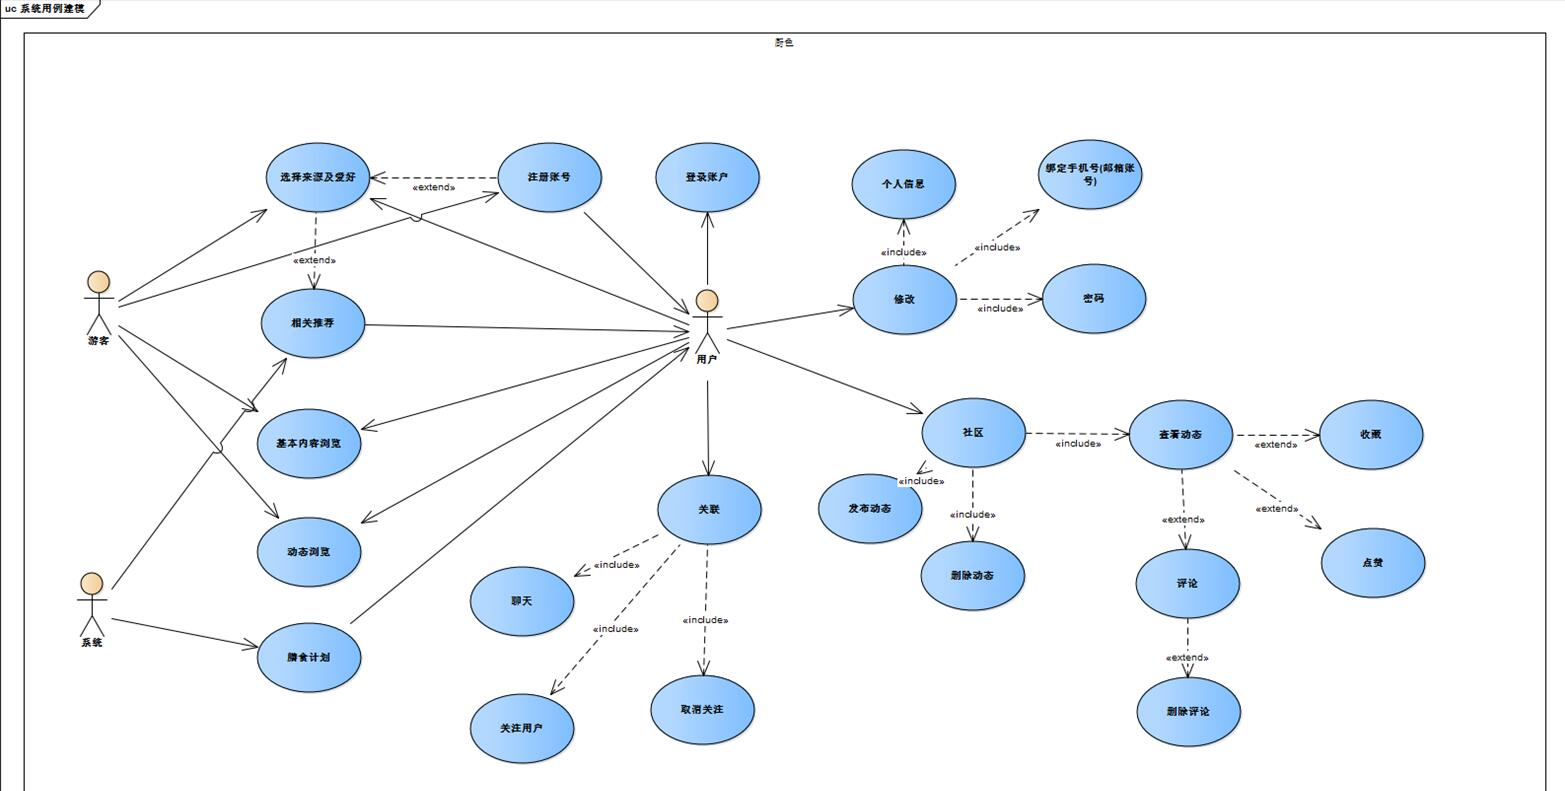 uc 系统用例建模
厨色
选择来源及爱好
«extend»
注册账号
登录账户
个人信息
绑定手机号(邮箱账
号)
«include»
«include»
«extend»
游客
相关推荐
用户
修改
«include»
密码
基本内容浏览
社区
«include»
查看动态
«extend»
收藏
«include»
关联
发布动态
«include»
«extend»
«extend»
动态浏览
«include»
删除动态
评论
点赞
系统
聊天
«include»
«include»
膳食计划
«extend»
关注用户
取消关注
删除评论